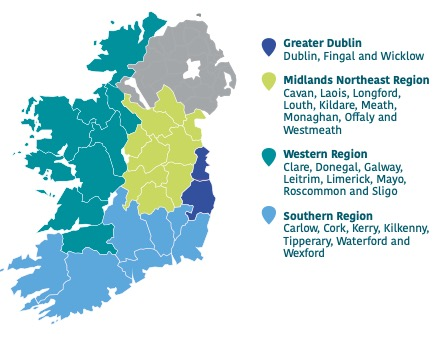 Greater Dublin
Dublin, Fingal and Wicklow
Midlands Northeast Region
Cavan, Laois, Longford,
Louth, Kildare, Meath,
Monaghan, Offaly and
Westmeath
Western Region
Clare, Donegal, Galway,
Leitrim, Limerick, Mayo,
Roscommon and Sligo
Southern Region
Carlow, Cork, Kerry, Kilkenny,
Tipperary, Waterford and
Wexford